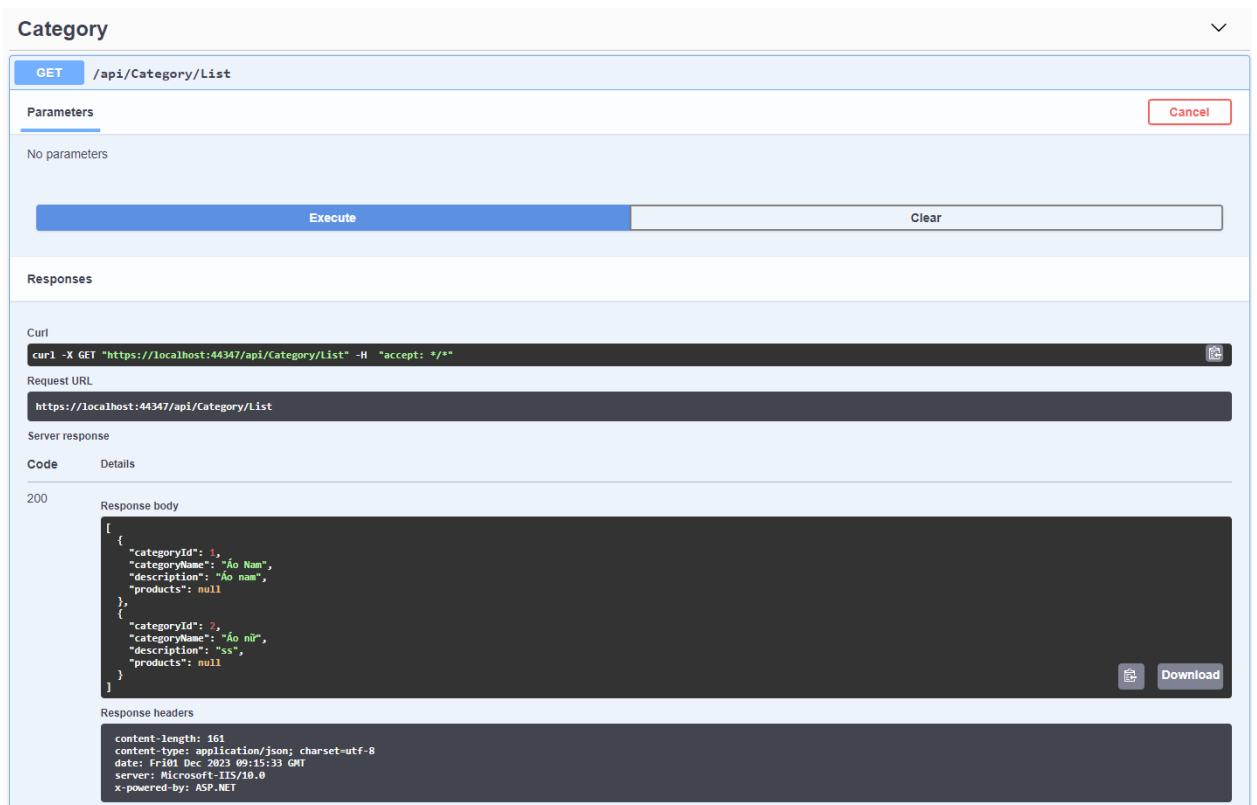 Category
GET /api/Category/List
Parameters
Cancel
No parameters
Execute
Clear
Responses
Curl
curl -X GET "https://localhost:44347/api/Category/List" -H  "accept: */*"
Request URL
https://localhost:44347/api/Category/List
Server response
Code Details
200
Response body
[
  {
    "categoryId": 1,
    "categoryName": "Áo Nam",
    "description": "Áo nam",
    "products": null
  },
  {
    "categoryId": 2,
    "categoryName": "Áo nữ",
    "description": "ss",
    "products": null
  }
]
Download
Response headers
content-length: 161
content-type: application/json; charset=utf-8
date: Fri01 Dec 2023 09:15:33 GMT
server: Microsoft-IIS/10.0
x-powered-by: ASP.NET